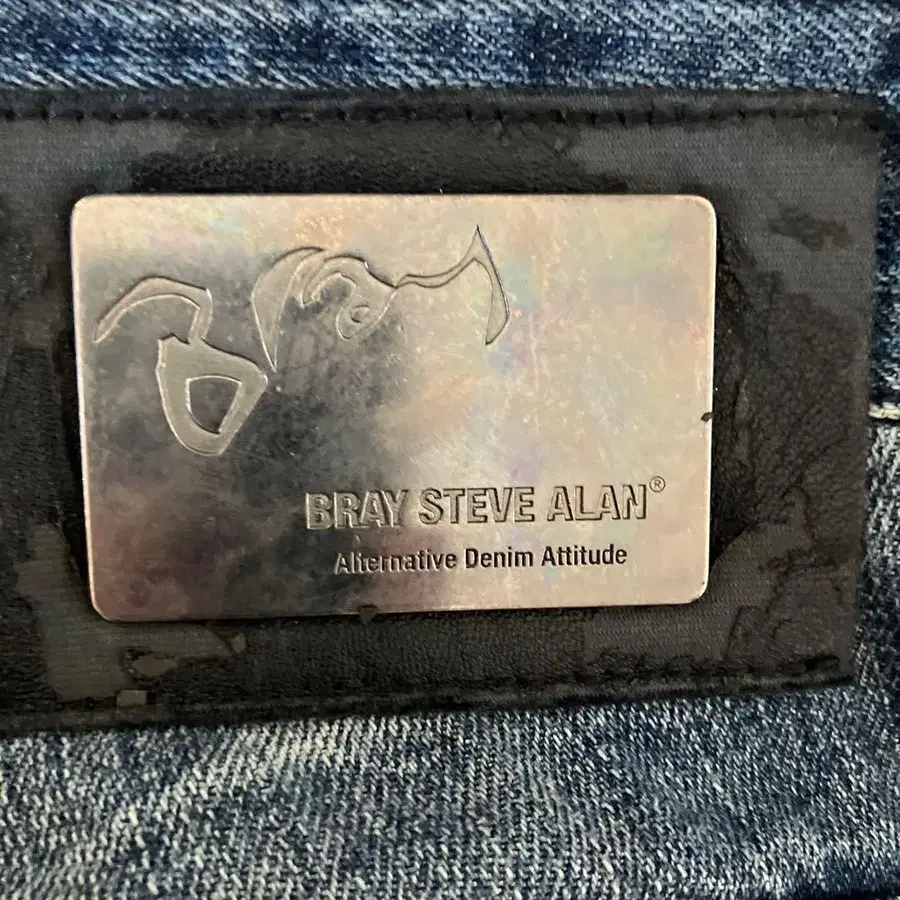 BRAY STEVE ALAN®
Alternative Denim Attitude